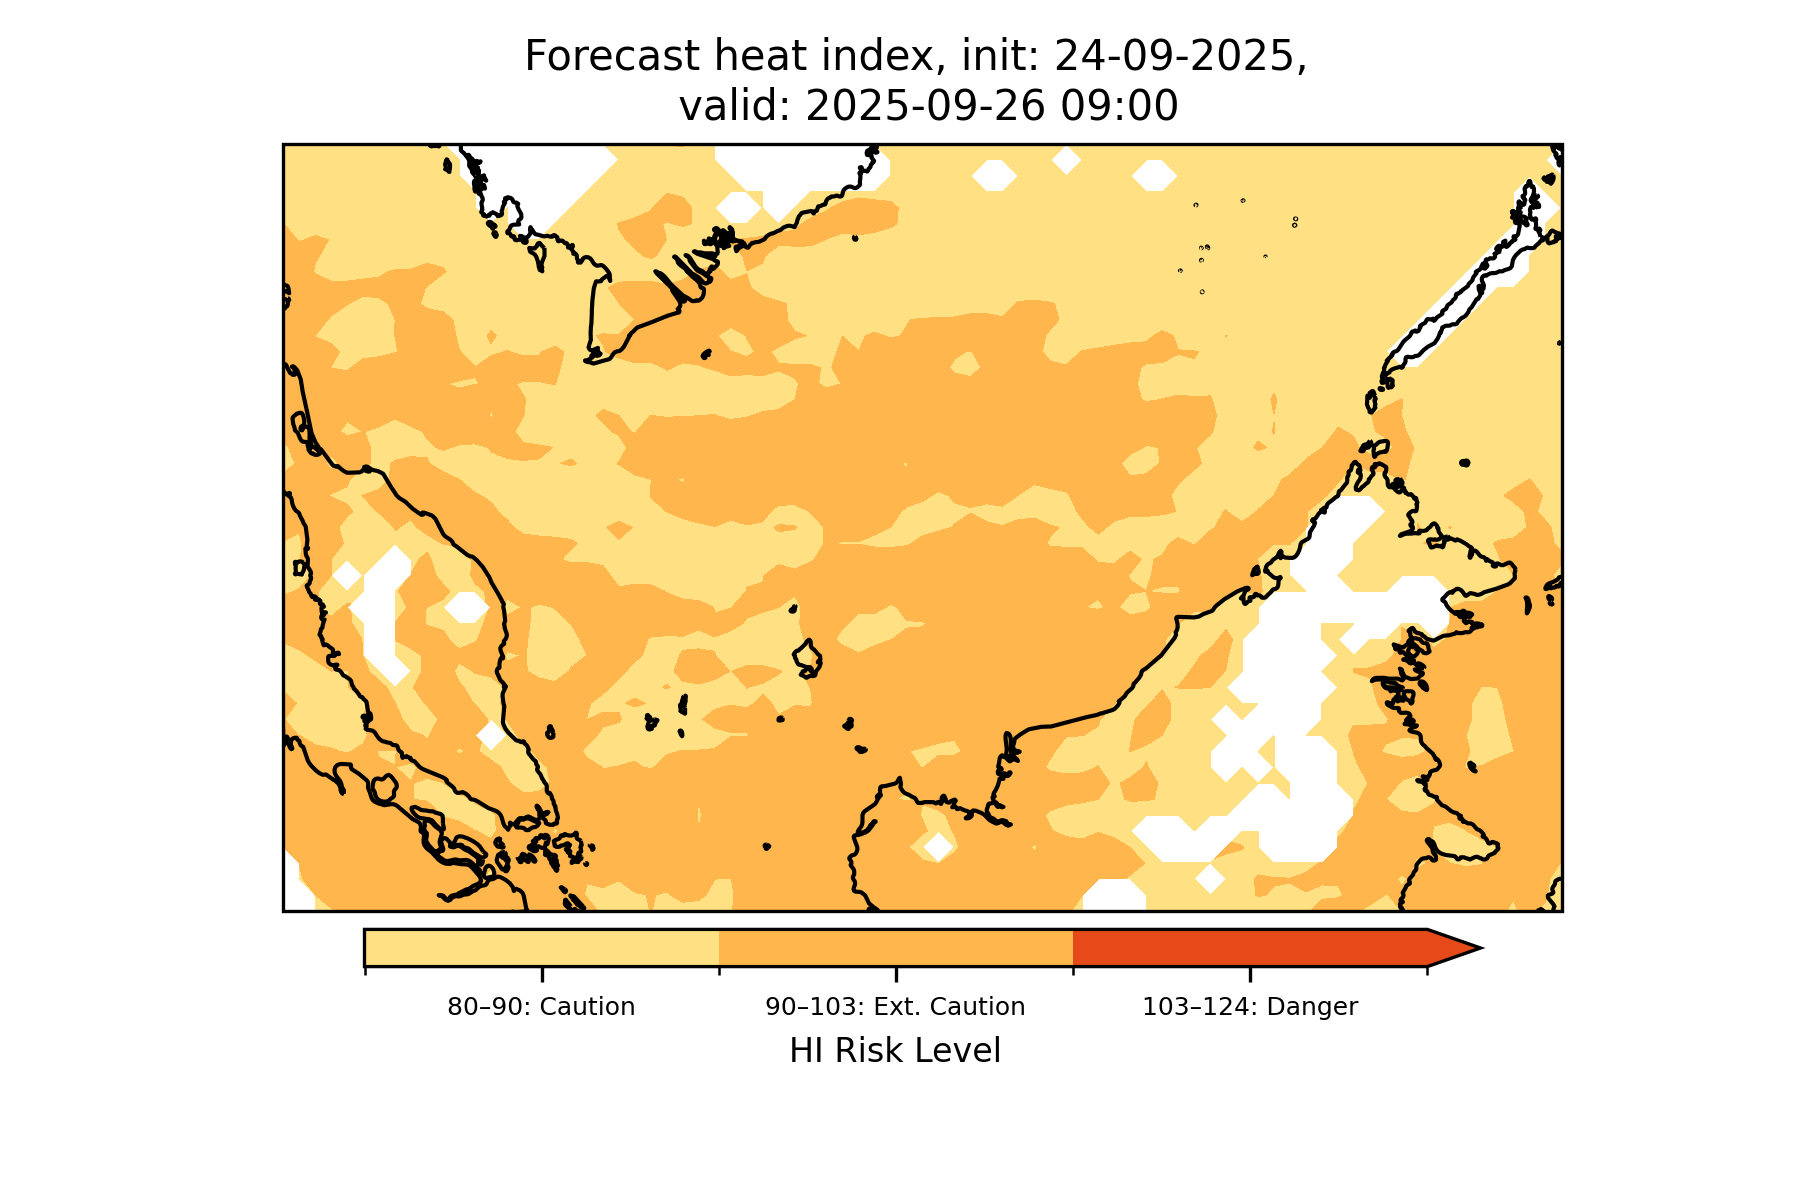 Forecast heat index, init: 24-09-2025,
valid: 2025-09-26 09:00
80–90: Caution
90–103: Ext. Caution
103–124: Danger
HI Risk Level